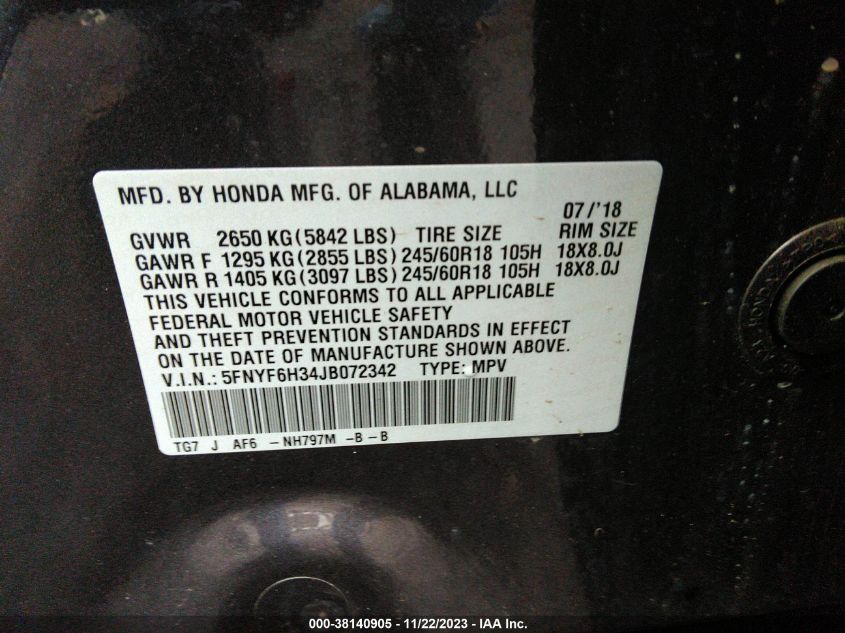 MFD. BY HONDA MFG. OF ALABAMA, LLC
07/'18
GVWR 2650 KG(5842 LBS) TIRE SIZE RIM SIZE
GAWR F 1295 KG(2855 LBS) 245/60R18 105H 18X8.0J
GAWR R 1405 KG(3097 LBS) 245/60R18 105H 18X8.0J
THIS VEHICLE CONFORMS TO ALL APPLICABLE
FEDERAL MOTOR VEHICLE SAFETY
AND THEFT PREVENTION STANDARDS IN EFFECT
ON THE DATE OF MANUFACTURE SHOWN ABOVE.
V.I.N.: 5FNYF6H34JB072342 TYPE: MPV
TG7 J AF6 -NH797M -B-B
HONDA
000-38140905 - 11/22/2023 - IAA Inc.